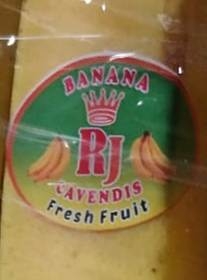 BANANA
RJ
CAVENDIS
Fresh Fruit